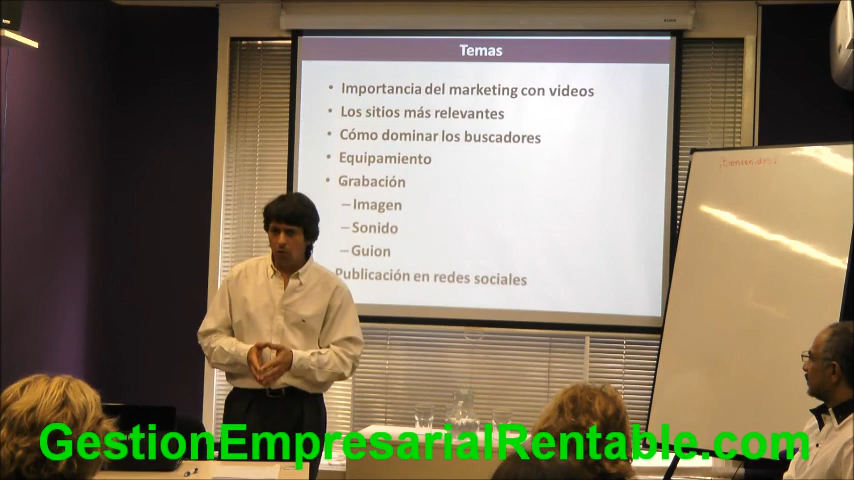 Temas
• Importancia del marketing con videos
• Los sitios más relevantes
• Cómo dominar los buscadores
• Equipamiento
• Grabación
–Imagen
–Sonido
–Guion
Publicación en redes sociales
¡Bienvenidos!
GestionEmpresarialRentable.com